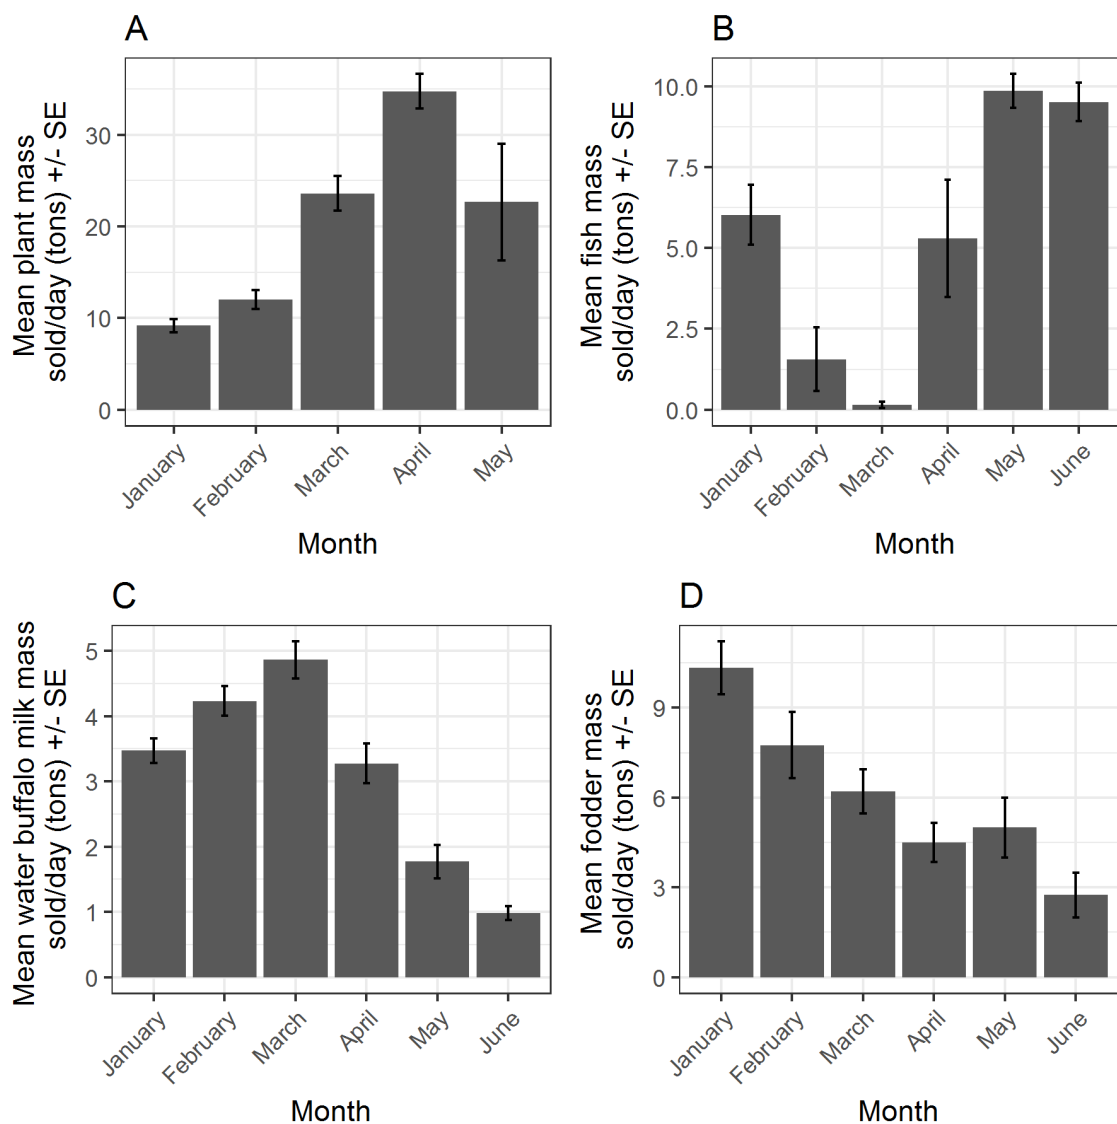 A
Mean plant mass
sold/day (tons) +/- SE
30
20
10
0
January
February
March
April
May
Month
B
Mean fish mass
sold/day (tons) +/- SE
10.0
7.5
5.0
2.5
0.0
January
February
March
April
May
June
Month
C
Mean water buffalo milk mass
sold/day (tons) +/- SE
5
4
3
2
1
0
January
February
March
April
May
June
Month
D
Mean fodder mass
sold/day (tons) +/- SE
9
6
3
0
January
February
March
April
May
June
Month